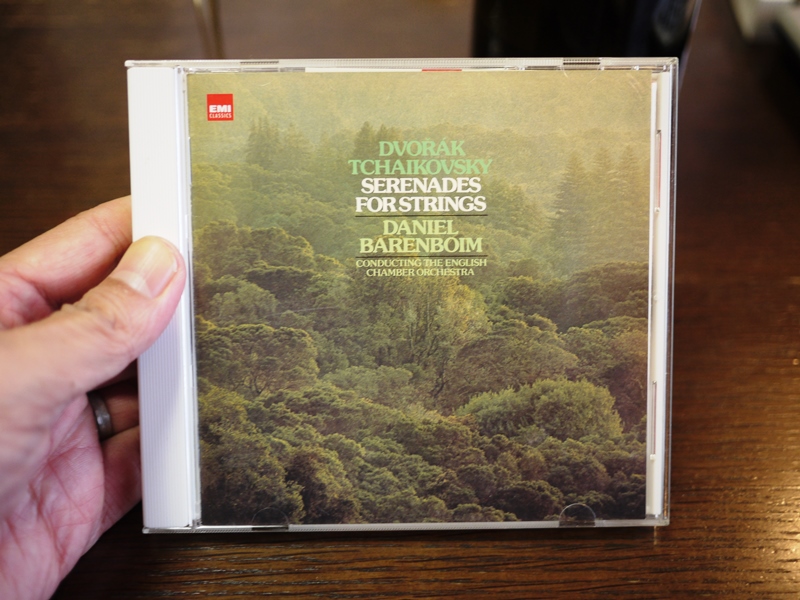 EMI
CLASSICS
DVOŘÁK
TCHAIKOVSKY
SERENADES
FOR STRINGS
DANIEL
BARENBOIM
CONDUCTING THE ENGLISH
CHAMBER ORCHESTRA